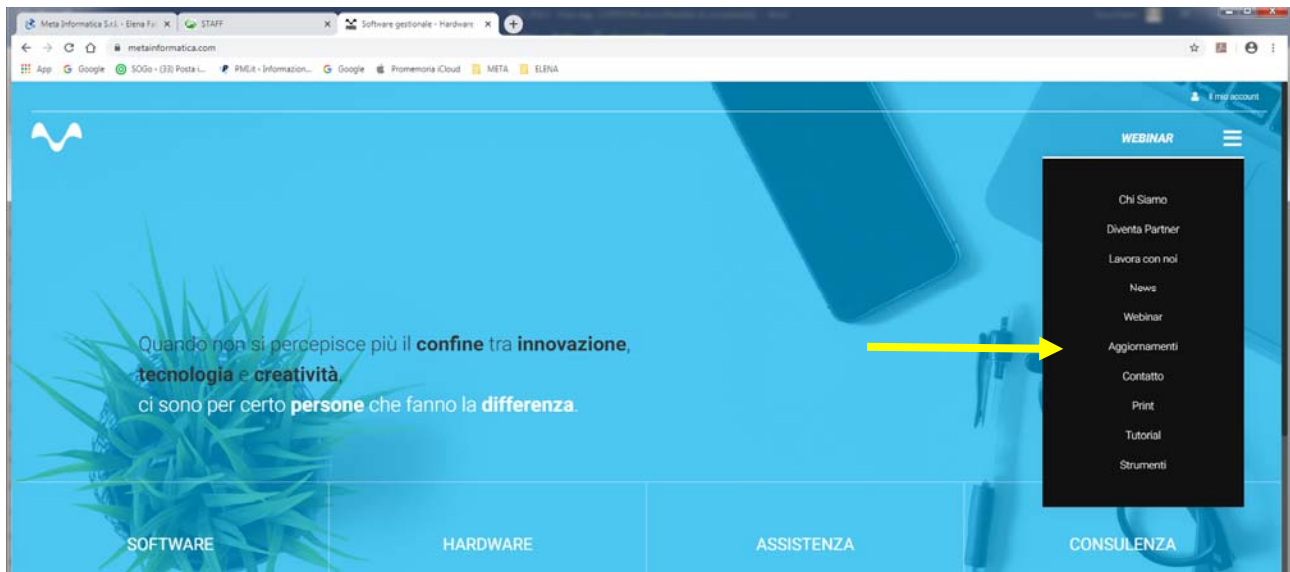 Meta Informatica S.r.l. - Elena Fal
STAFF
Software gestionale - Hardware
metainformatica.com
App
Google
SOGo - (33) Posta i...
PMI.it - Informazion...
Google
Promemoria iCloud
META
ELENA
Il mio account
WEBINAR
Chi Siamo
Diventa Partner
Lavora con noi
News
Webinar
Aggiornamenti
Contatto
Print
Tutorial
Strumenti
Quando non si percepisce più il confine tra innovazione,
tecnologia e creatività,
ci sono per certo persone che fanno la differenza.
SOFTWARE
HARDWARE
ASSISTENZA
CONSULENZA